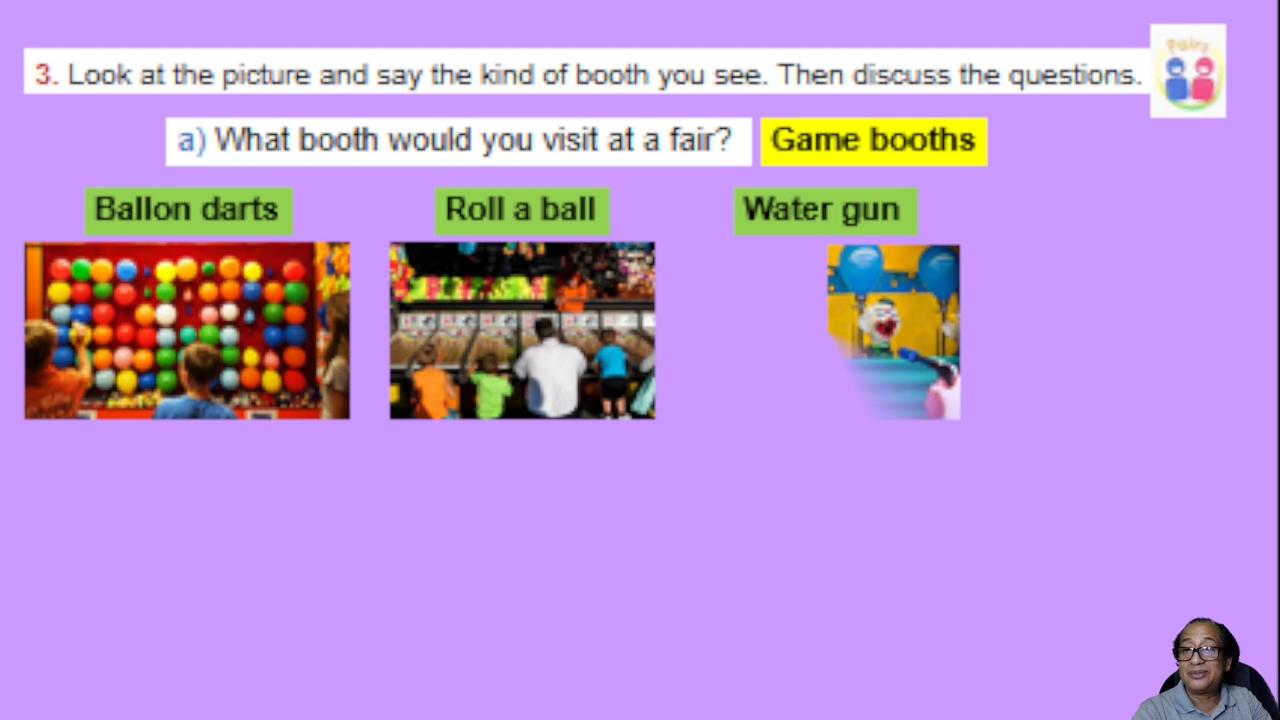 3. Look at the picture and say the kind of booth you see. Then discuss the questions.
Pairs
a) What booth would you visit at a fair?
Game booths
Ballon darts
Roll a ball
Water gun